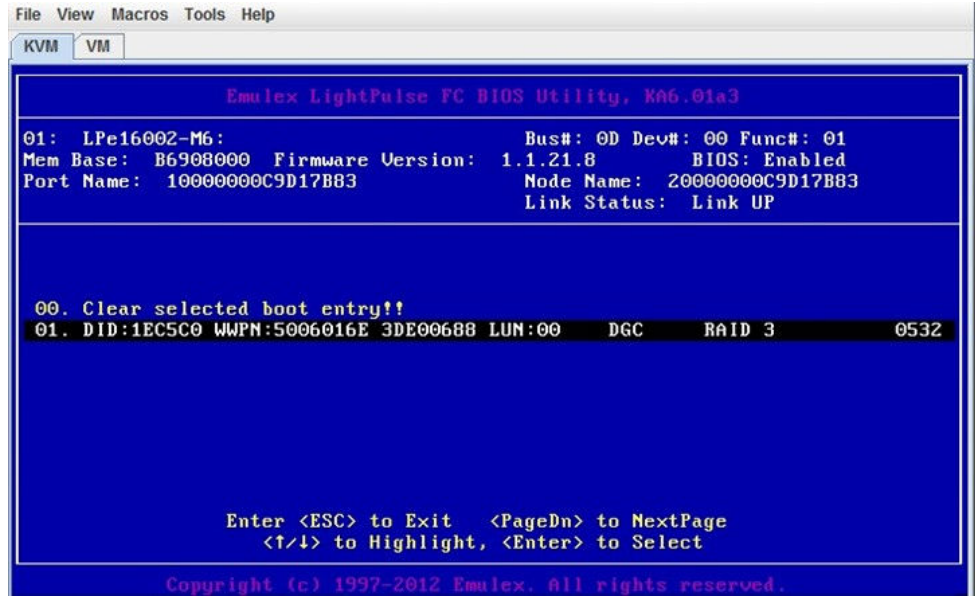 File View Macros Tools Help
KVM VM
Emulex LightPulse FC BIOS Utility, KA6.01a3
01: LPe16002-M6: Bus#: 0D Dev#: 00 Func#: 01
Mem Base: B6908000 Firmware Version: 1.1.21.8 BIOS: Enabled
Port Name: 10000000C9D17B83 Node Name: 20000000C9D17B83
Link Status: Link UP
00. Clear selected boot entry!!
01. DID:1EC5C0 WWPN:5006016E 3DE00688 LUN:00 DGC RAID 3 0532
Enter <ESC> to Exit <PageDn> to NextPage
<↑/↓> to Highlight, <Enter> to Select
Copyright (c) 1997-2012 Emulex. All rights reserved.